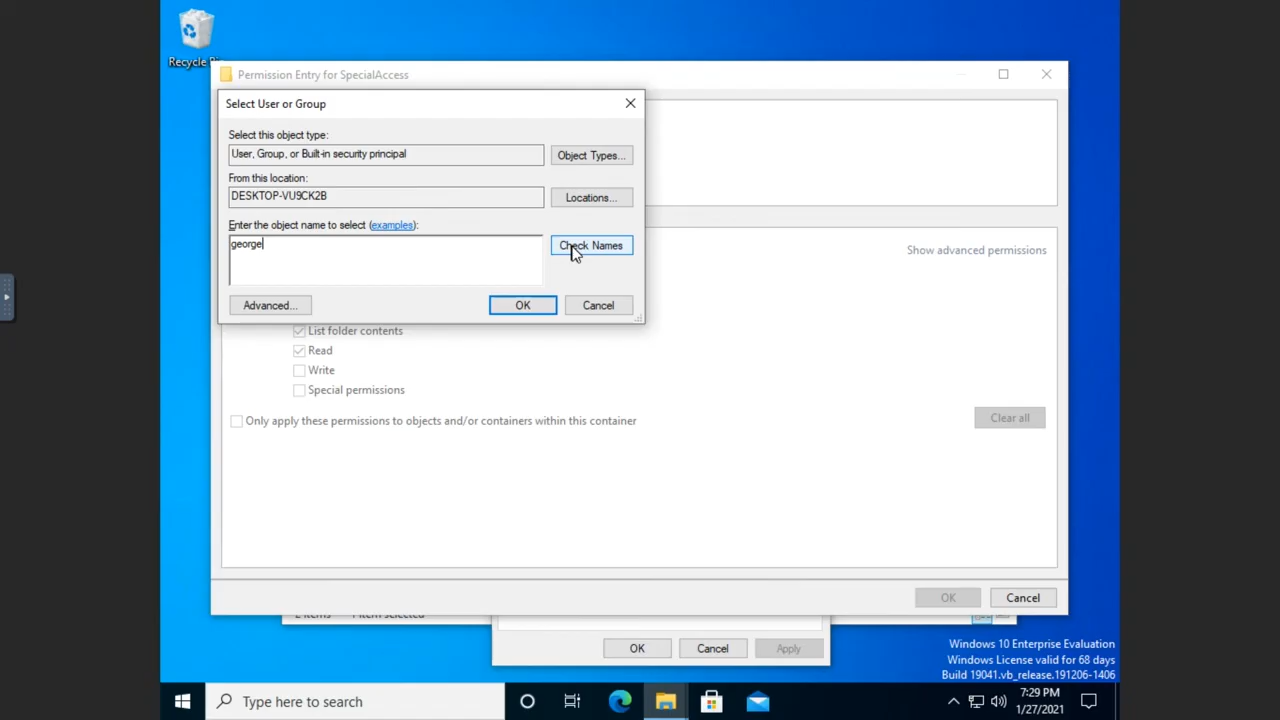 Recycle
Permission Entry for SpecialAccess
Select User or Group
Select this object type:
User, Group, or Built-in security principal
Object Types...
From this location:
DESKTOP-VU9CK2B
Locations...
Enter the object name to select (examples):
george
Check Names
Show advanced permissions
Advanced...
OK
Cancel
List folder contents
Read
Write
Special permissions
Only apply these permissions to objects and/or containers within this container
Clear all
OK
Cancel
OK
Cancel
Apply
Windows 10 Enterprise Evaluation
Windows License valid for 68 days
Build 19041.vb_release.191206-1406
Type here to search
7:29 PM
1/27/2021